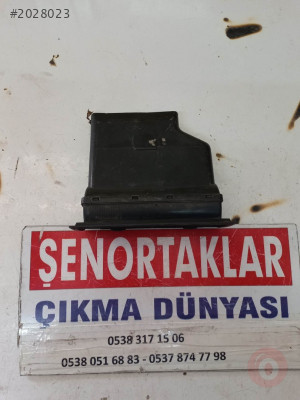 #2028023
ŞENORTAKLAR
ÇIKMA DÜNYASI
0538 317 15 06
0538 051 68 83 - 0537 874 77 98